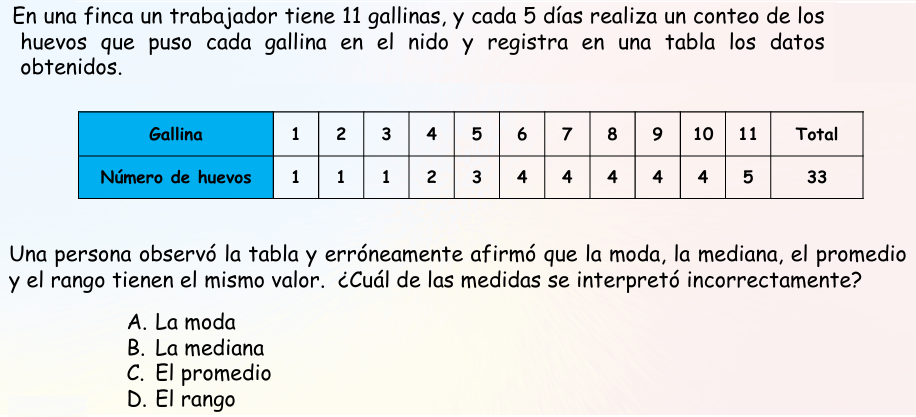 En una finca un trabajador tiene 11 gallinas, y cada 5 días realiza un conteo de los
huevos que puso cada gallina en el nido y registra en una tabla los datos
obtenidos.
Gallina 1 2 3 4 5 6 7 8 9 10 11 Total
Número de huevos 1 1 1 2 3 4 4 4 4 4 5 33
Una persona observó la tabla y erróneamente afirmó que la moda, la mediana, el promedio
y el rango tienen el mismo valor. ¿Cuál de las medidas se interpretó incorrectamente?
A. La moda
B. La mediana
C. El promedio
D. El rango